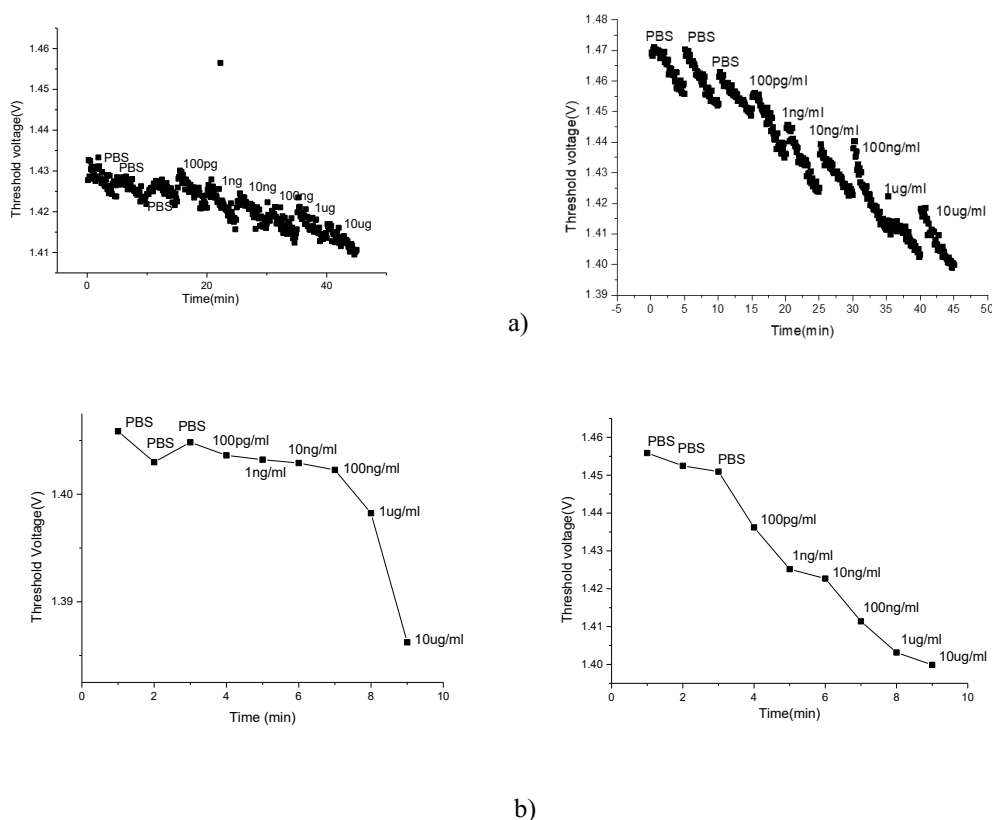 1.46
1.45
1.44
1.43
1.42
1.41
Threshold voltage(V)
PBS
PBS
PBS
100pg
1ng
10ng
100ng
1ug
10ug
0
20
40
Time(min)
1.48
1.47
1.46
1.45
1.44
1.43
1.42
1.41
1.40
1.39
Threshold voltage(V)
PBS
PBS
PBS
100pg/ml
1ng/ml
10ng/ml
100ng/ml
1ug/ml
10ug/ml
-5
0
5
10
15
20
25
30
35
40
45
50
Time(min)
a)
1.40
1.39
Threshold Voltage(V)
PBS
PBS
PBS
100pg/ml
1ng/ml
10ng/ml
100ng/ml
1ug/ml
10ug/ml
0
2
4
6
8
10
Time (min)
1.46
1.45
1.44
1.43
1.42
1.41
1.40
Threshold voltage(V)
PBS
PBS
PBS
100pg/ml
1ng/ml
10ng/ml
100ng/ml
1ug/ml
10ug/ml
0
2
4
6
8
10
Time(min)
b)